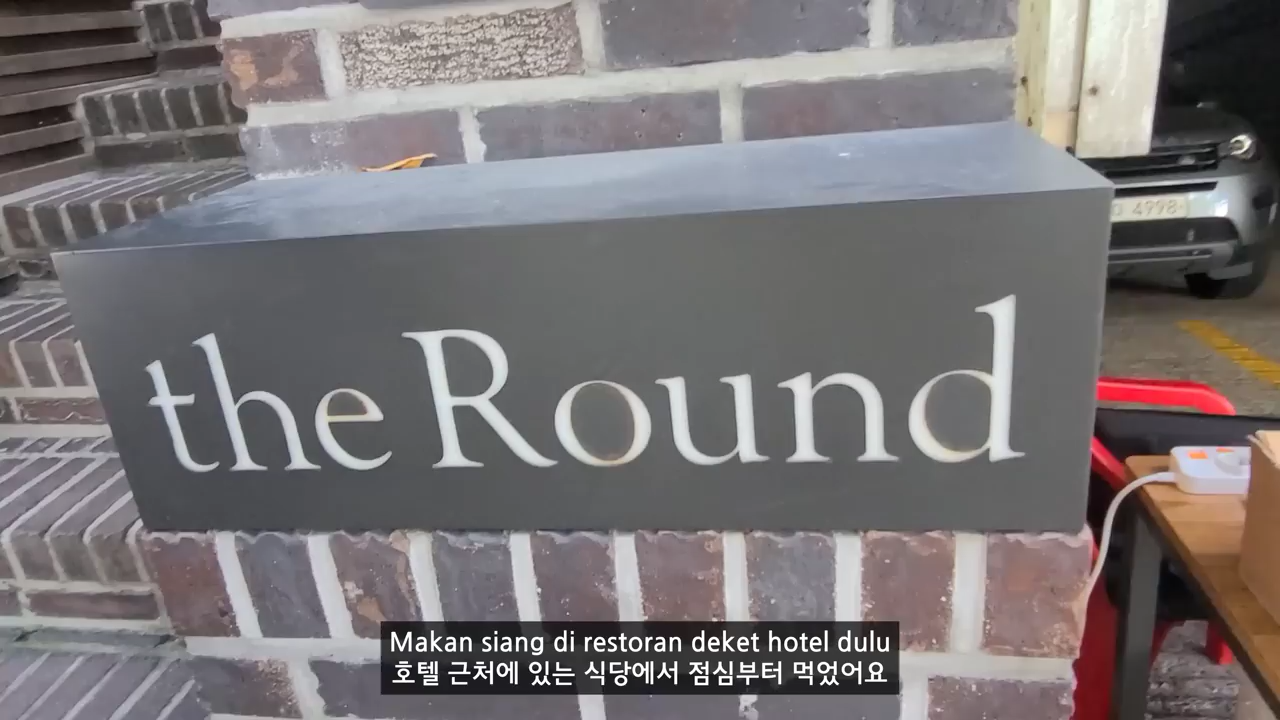 the Round
4998
Makan siang di restoran deket hotel dulu
호텔 근처에 있는 식당에서 점심부터 먹었어요